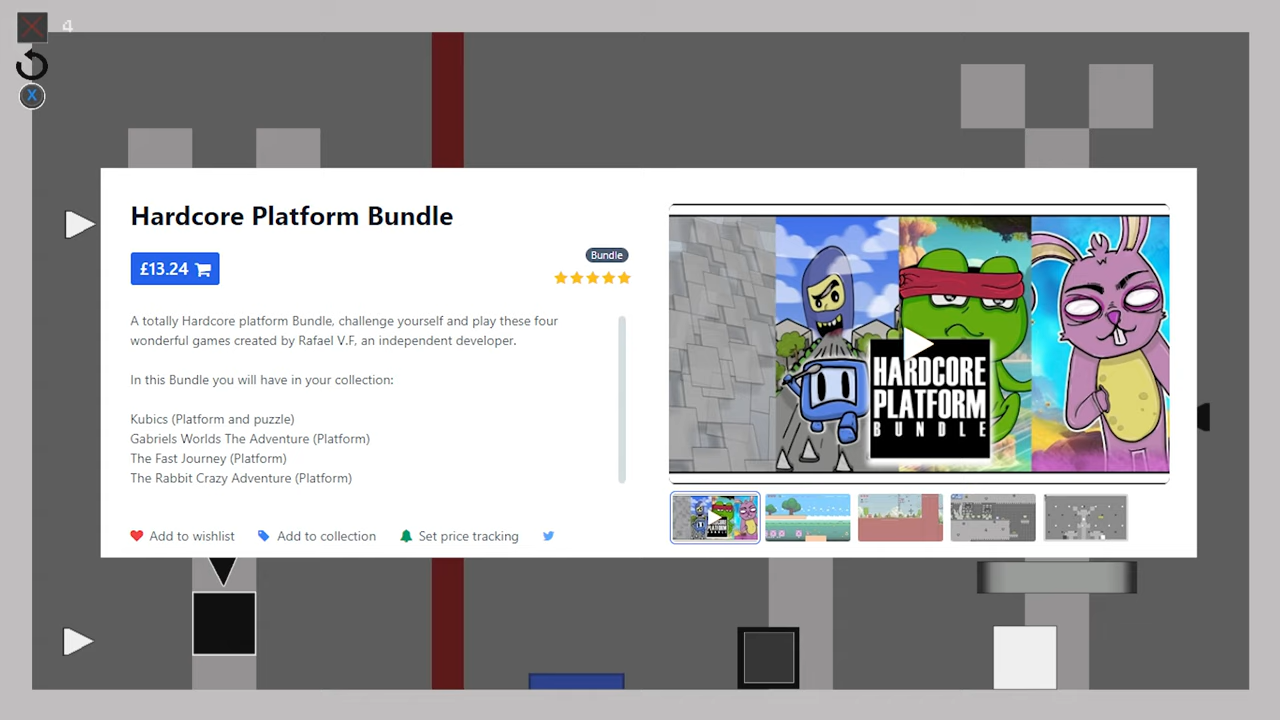 4
X
Hardcore Platform Bundle
£13.24
Bundle
A totally Hardcore platform Bundle, challenge yourself and play these four
wonderful games created by Rafael V.F, an independent developer.
In this Bundle you will have in your collection:
Kubics (Platform and puzzle)
Gabriels Worlds The Adventure (Platform)
The Fast Journey (Platform)
The Rabbit Crazy Adventure (Platform)
Add to wishlist
Add to collection
Set price tracking
HARDCORE
PLATFORM
BUNDLE